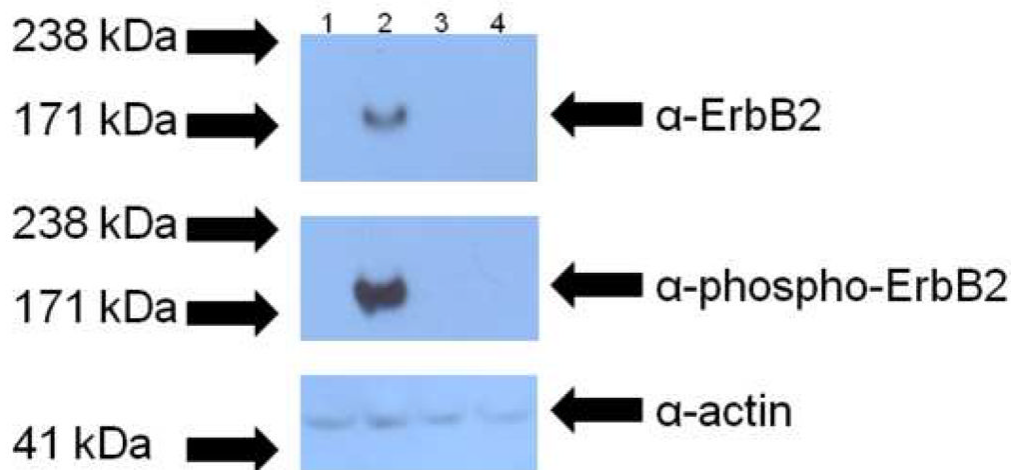 1 2 3 4
238 kDa
171 kDa
α-ErbB2
238 kDa
171 kDa
α-phospho-ErbB2
α-actin
41 kDa